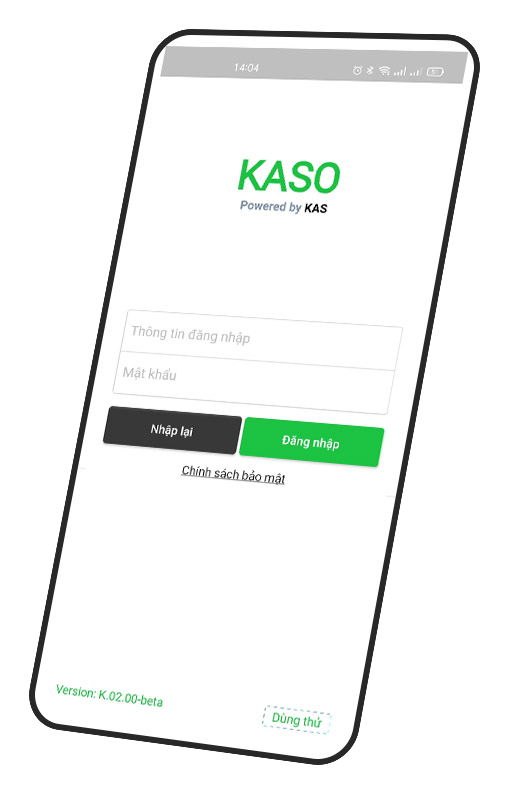 14:04
KASO
Powered by KAS
Thông tin đăng nhập
Mật khẩu
Nhập lại
Đăng nhập
Chính sách bảo mật
Version: K.02.00-beta
Dùng thử